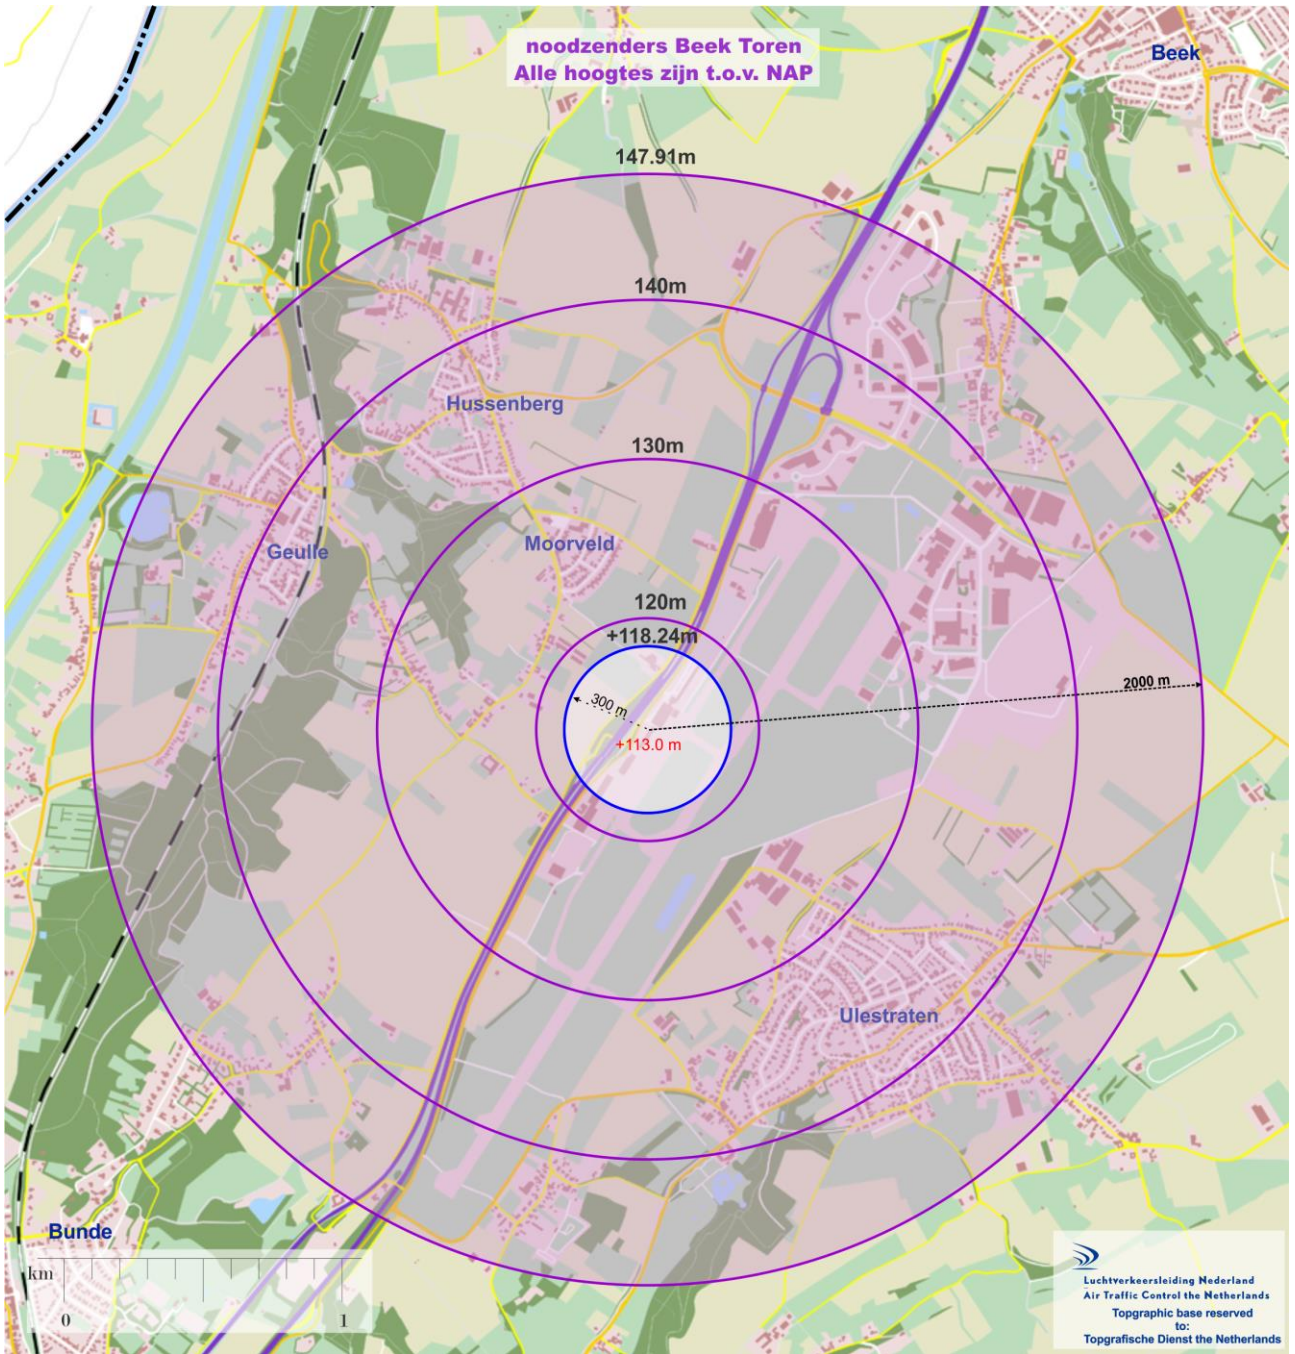 noodzenders Beek Toren
Alle hoogtes zijn t.o.v. NAP
Beek
147.91m
140m
Hussenberg
130m
Geulle
Moorveld
120m
+118.24m
300 m
2000 m
+113.0 m
Ulestraten
Bunde
km
0
1
Luchtverkeersleiding Nederland
Air Traffic Control the Netherlands
Topgraphic base reserved
to:
Topgrafische Dienst the Netherlands